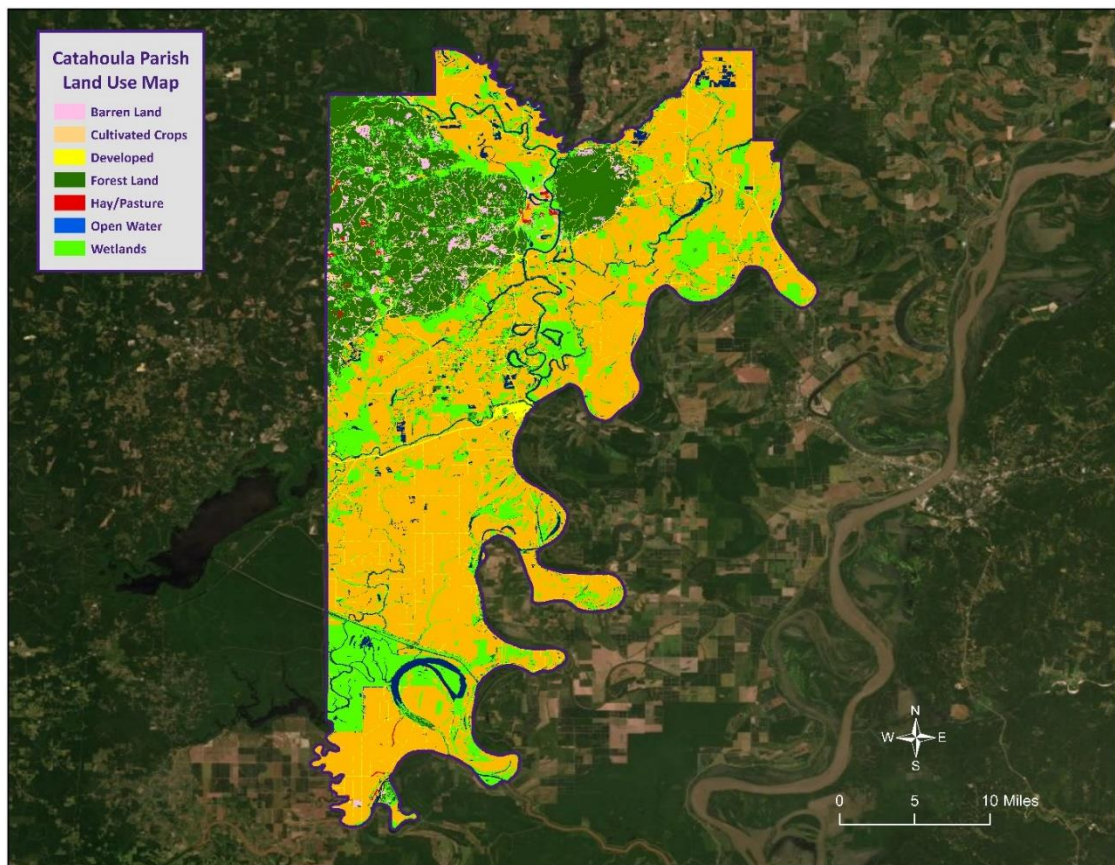 Catahoula Parish
Land Use Map
Barren Land
Cultivated Crops
Developed
Forest Land
Hay/Pasture
Open Water
Wetlands
N
W E
S
0 5 10 Miles